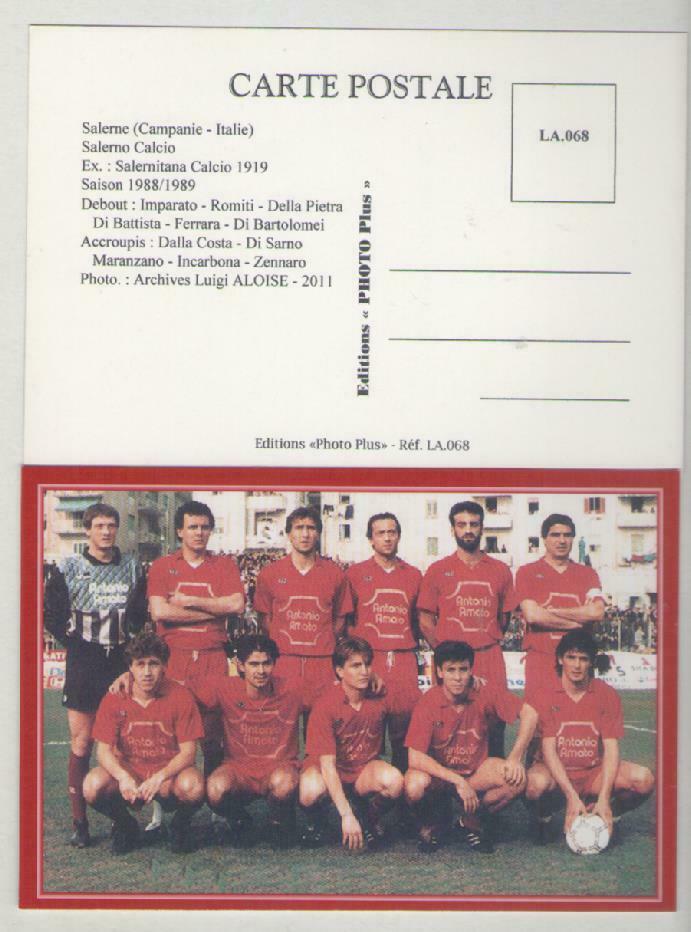 CARTE POSTALE
LA.068
Salerne (Campanie - Italie)
Salerno Calcio
Ex. : Salernitana Calcio 1919
Saison 1988/1989
Debout : Imparato - Romiti - Della Pietra
Di Battista - Ferrara - Di Bartolomei
Accroupis : Dalla Costa - Di Sarno
Maranzano - Incarbona - Zennaro
Photo. : Archives Luigi ALOISE - 2011
Editions « PHOTO Plus »
Editions «Photo Plus» - Réf. LA.068
Antonio
Amato
Antonio
Amato
Antonio
Amato
Antonio
Amato
Antonio
Amato
Antonio
Amato
Antonio
Amato
Antonio
Amato